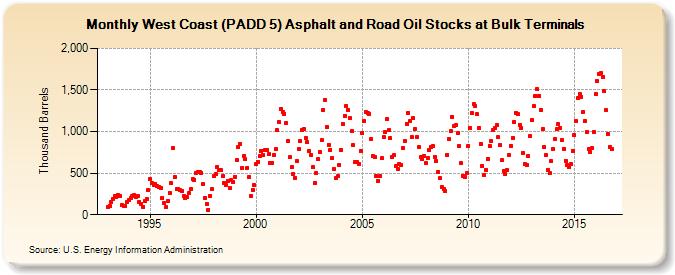 Monthly West Coast (PADD 5) Asphalt and Road Oil Stocks at Bulk Terminals
Thousand Barrels
2,000
1,500
1,000
500
0
1995 2000 2005 2010 2015
Source: U.S. Energy Information Administration